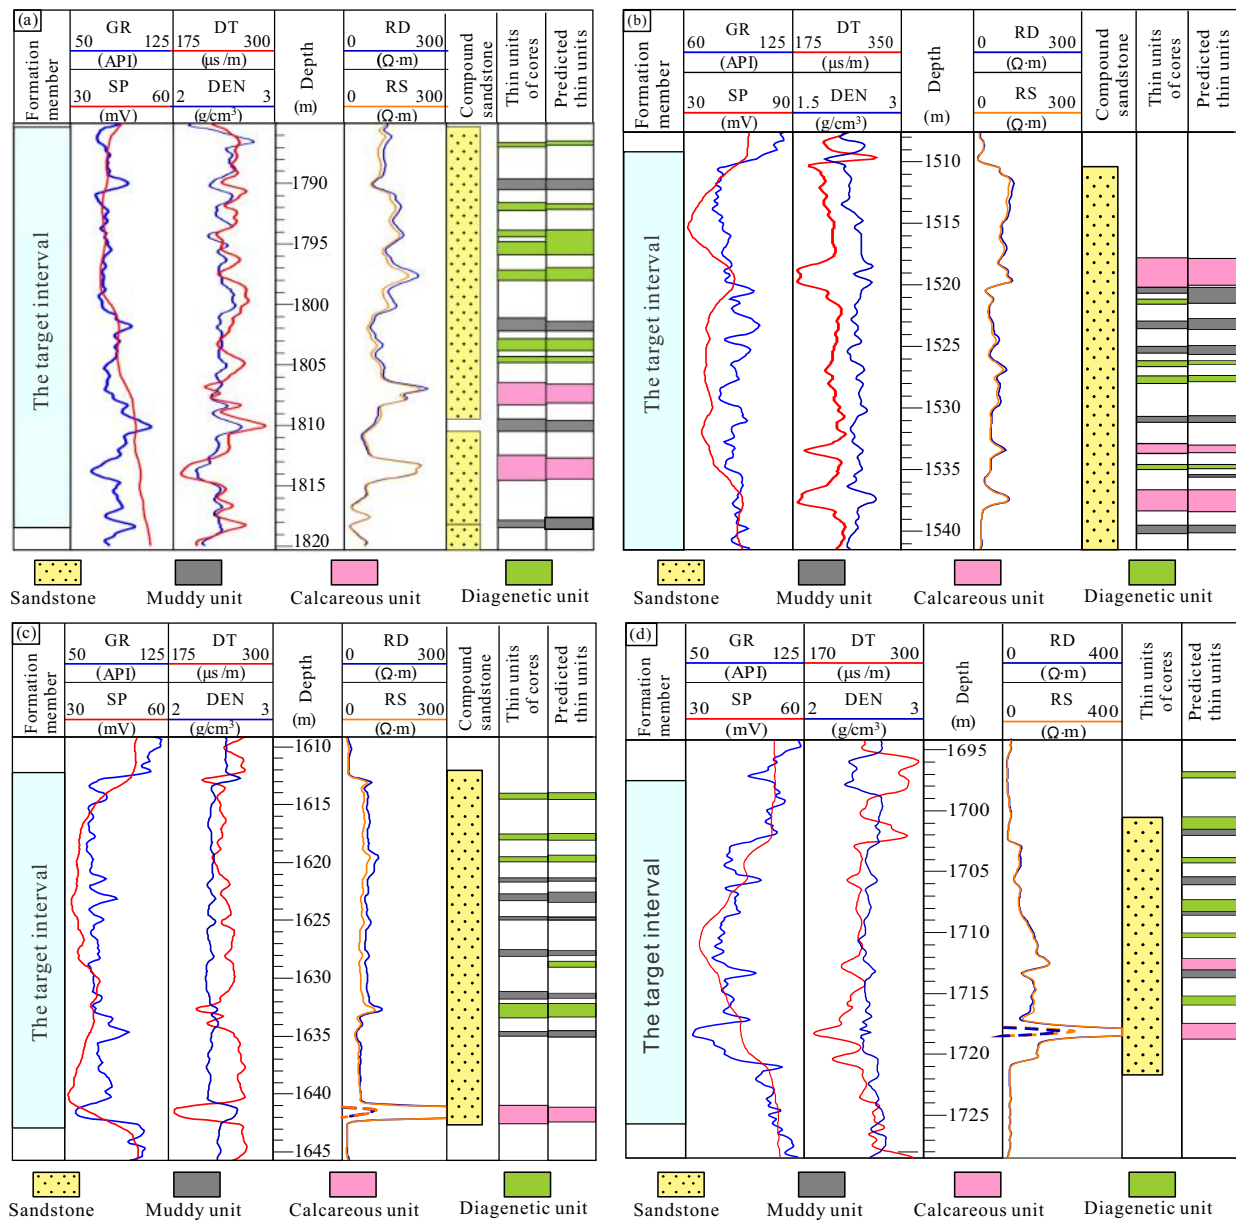 (a)
Formation
member
GR
50 125
(API)
SP
30 60
(mV)
DT
175 300
(μs/m)
DEN
2 3
g/cm³
Depth
(m)
RD
0 300
(Ω·m)
RS
0 300
(Ω·m)
Compound
sandstone
Thin units
of cores
Predicted
thin units
The target interval
1790
1795
1800
1805
1810
1815
1820
Sandstone
Muddy unit
Calcareous unit
Diagenetic unit
(b)
Formation
member
GR
60 125
(API)
SP
30 90
(mV)
DT
175 350
(μs/m)
DEN
1.5 3
g/cm³
Depth
(m)
RD
0 300
(Ω·m)
RS
0 300
(Ω·m)
Compound
sandstone
Thin units
of cores
Predicted
thin units
The target interval
1510
1515
1520
1525
1530
1535
1540
Sandstone
Muddy unit
Calcareous unit
Diagenetic unit
(c)
Formation
member
GR
50 125
(API)
SP
30 60
(mV)
DT
175 300
(μs/m)
DEN
2 3
g/cm³
Depth
(m)
RD
0 300
(Ω·m)
RS
0 300
(Ω·m)
Compound
sandstone
Thin units
of cores
Predicted
thin units
The target interval
1610
1615
1620
1625
1630
1635
1640
1645
Sandstone
Muddy unit
Calcareous unit
Diagenetic unit
(d)
Formation
member
GR
50 125
(API)
SP
30 60
(mV)
DT
170 300
(μs/m)
DEN
2 3
g/cm³
Depth
(m)
RD
0 400
(Ω·m)
RS
0 400
(Ω·m)
Thin units
of cores
Predicted
thin units
The target interval
1695
1700
1705
1710
1715
1720
1725
Sandstone
Muddy unit
Calcareous unit
Diagenetic unit